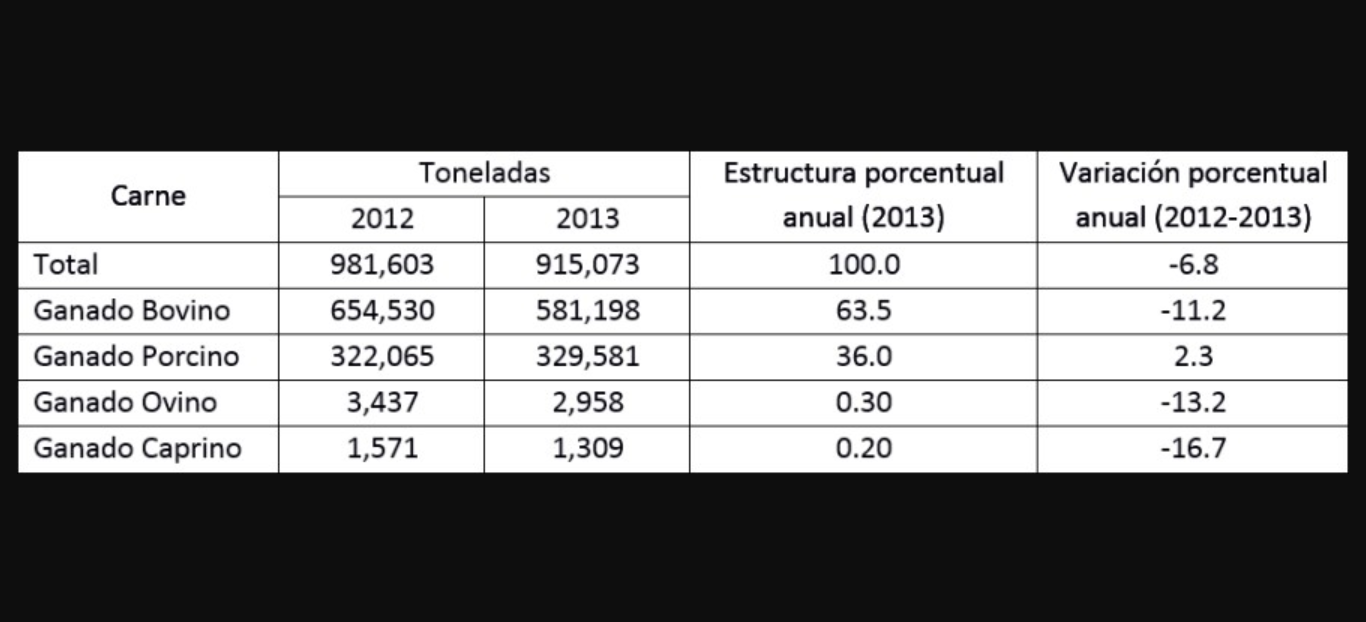 Carne Toneladas Estructura porcentual anual (2013) Variación porcentual anual (2012-2013)
2012 2013
Total 981,603 915,073 100.0 -6.8
Ganado Bovino 654,530 581,198 63.5 -11.2
Ganado Porcino 322,065 329,581 36.0 2.3
Ganado Ovino 3,437 2,958 0.30 -13.2
Ganado Caprino 1,571 1,309 0.20 -16.7